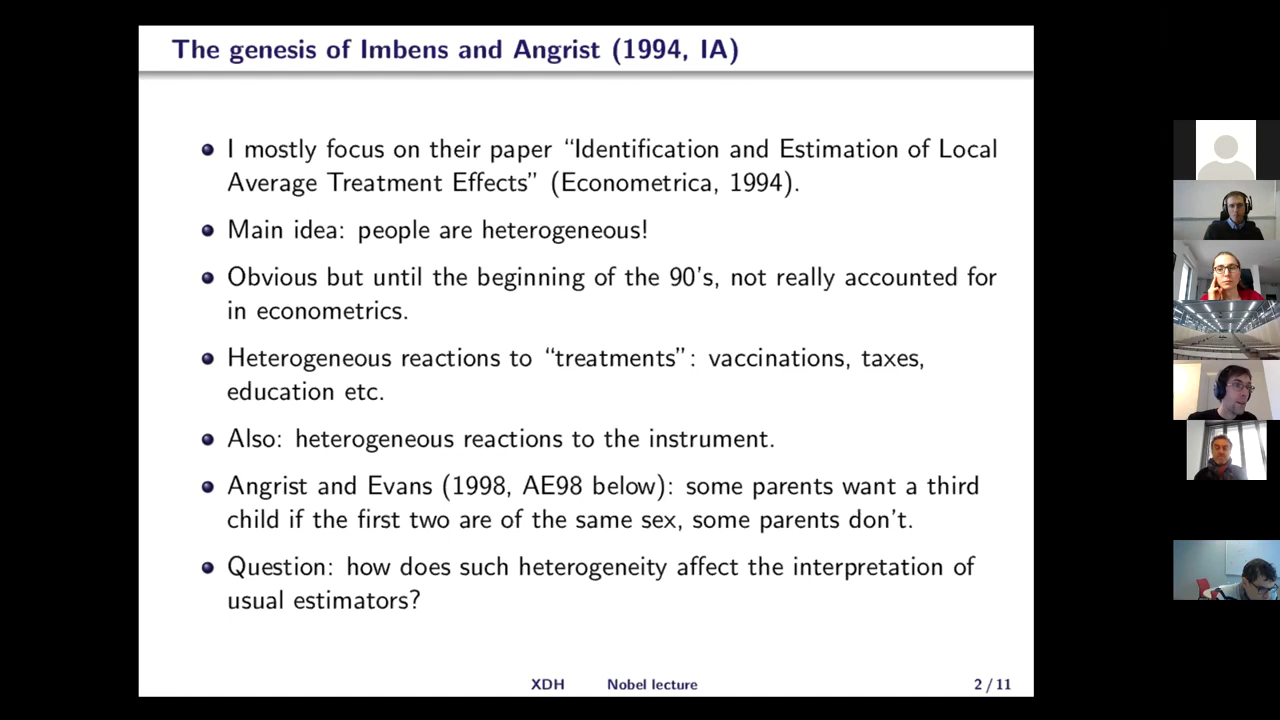 The genesis of Imbens and Angrist (1994, IA)
I mostly focus on their paper “Identification and Estimation of Local
Average Treatment Effects” (Econometrica, 1994).
Main idea: people are heterogeneous!
Obvious but until the beginning of the 90's, not really accounted for
in econometrics.
Heterogeneous reactions to “treatments”: vaccinations, taxes,
education etc.
Also: heterogeneous reactions to the instrument.
Angrist and Evans (1998, AE98 below): some parents want a third
child if the first two are of the same sex, some parents don't.
Question: how does such heterogeneity affect the interpretation of
usual estimators?
XDH Nobel lecture 2 / 11